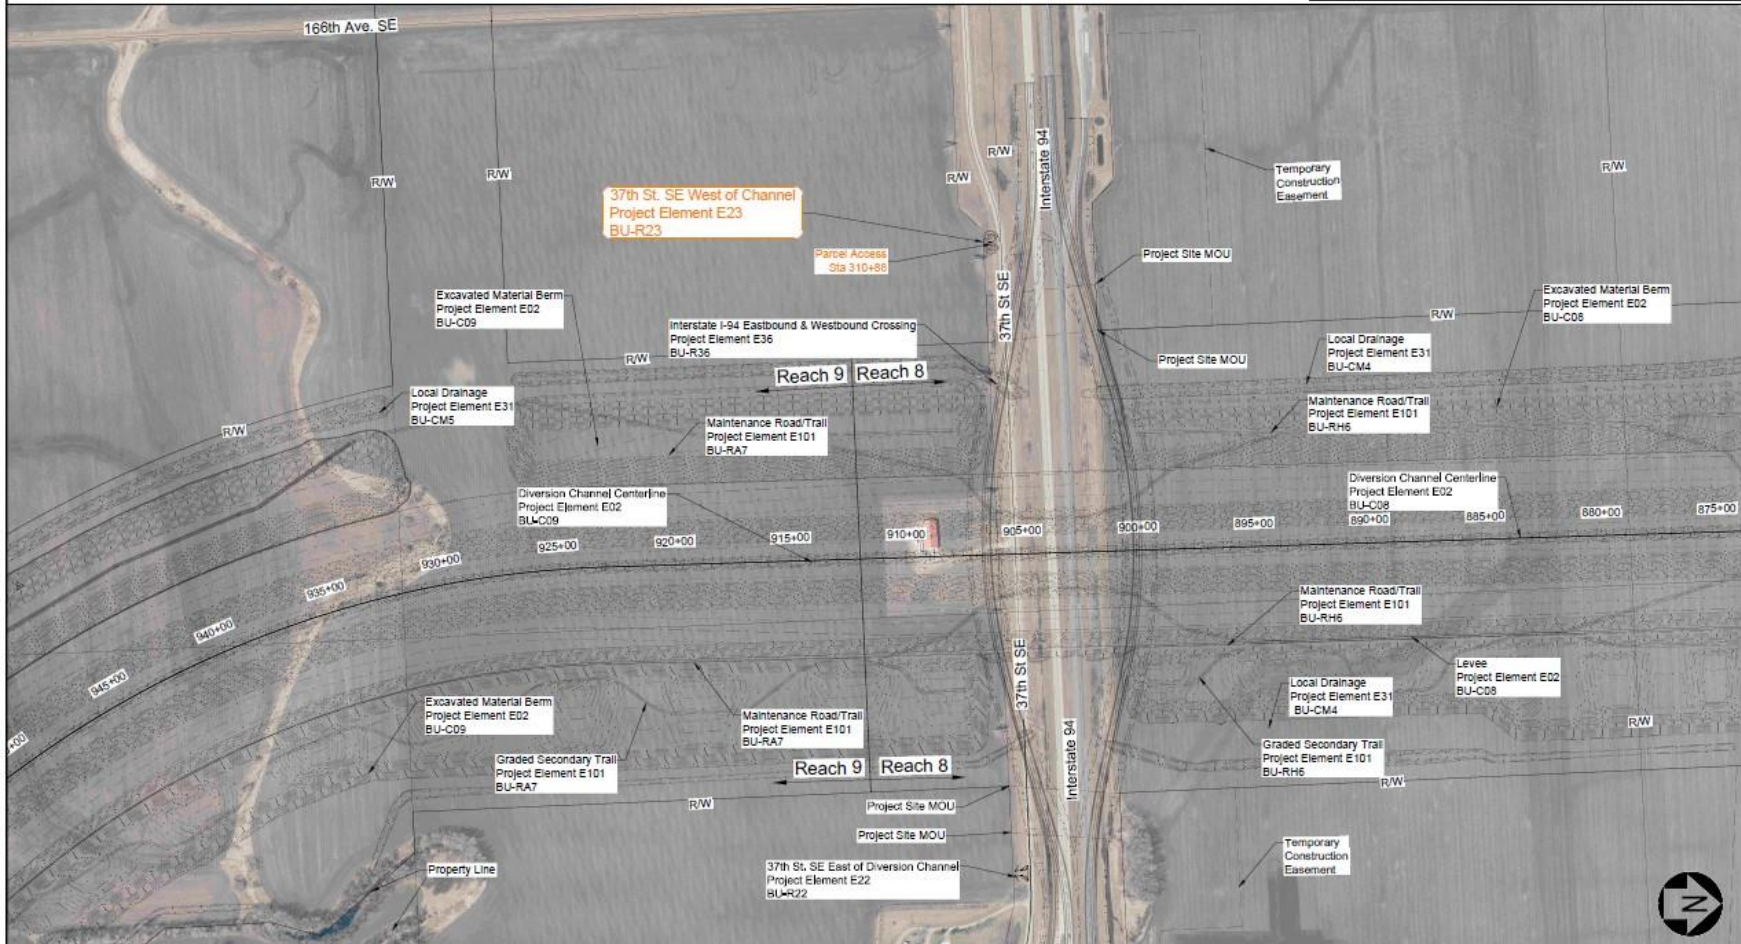 166th Ave. SE
R/W
R/W
R/W
R/W
R/W
37th St. SE West of Channel
Project Element E23
BU-R23
Parcel Access
Sta 310+86
Interstate 94
Temporary
Construction
Easement
Project Site MOU
37th St SE
Excavated Material Berm
Project Element E02
BU-C09
Interstate I-94 Eastbound & Westbound Crossing
Project Element E36
BU-R36
Excavated Material Berm
Project Element E02
BU-C08
R/W
R/W
Project Site MOU
Local Drainage
Project Element E31
BU-CM4
Reach 9
Reach 8
Local Drainage
Project Element E31
BU-CM5
R/W
Maintenance Road/Trail
Project Element E101
BU-RA7
Maintenance Road/Trail
Project Element E101
BU-RH6
Diversion Channel Centerline
Project Element E02
BU-C09
Diversion Channel Centerline
Project Element E02
BU-C08
945+00
940+00
935+00
930+00
925+00
920+00
915+00
910+00
905+00
900+00
895+00
890+00
885+00
880+00
875+00
+00
Maintenance Road/Trail
Project Element E101
BU-RH6
37th St SE
Levee
Project Element E02
BU-C08
Local Drainage
Project Element E31
BU-CM4
Excavated Material Berm
Project Element E02
BU-C09
Maintenance Road/Trail
Project Element E101
BU-RA7
Graded Secondary Trail
Project Element E101
BU-RA7
Graded Secondary Trail
Project Element E101
BU-RH6
R/W
R/W
R/W
Reach 9
Reach 8
Interstate 94
Project Site MOU
Project Site MOU
37th St. SE East of Diversion Channel
Project Element E22
BU-R22
Temporary
Construction
Easement
Property Line
N